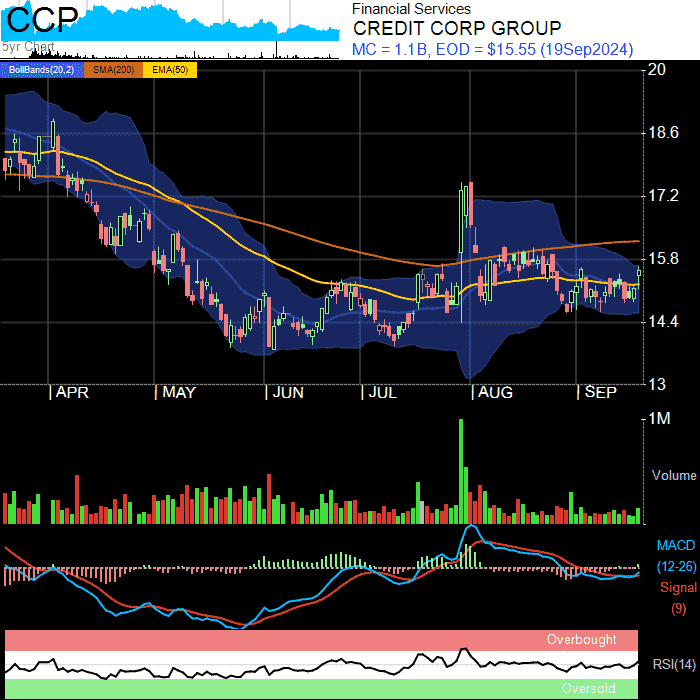 CCP
5yr Chart
Financial Services
CREDIT CORP GROUP
MC = 1.1B, EOD = $15.55 (19Sep2024)
BollBands(20,2) SMA(200) EMA(50)
20
18.6
17.2
15.8
14.4
13
APR MAY JUN JUL AUG SEP
1M
Volume
MACD
(12-26)
Signal
(9)
Overbought
RSI(14)
Oversold